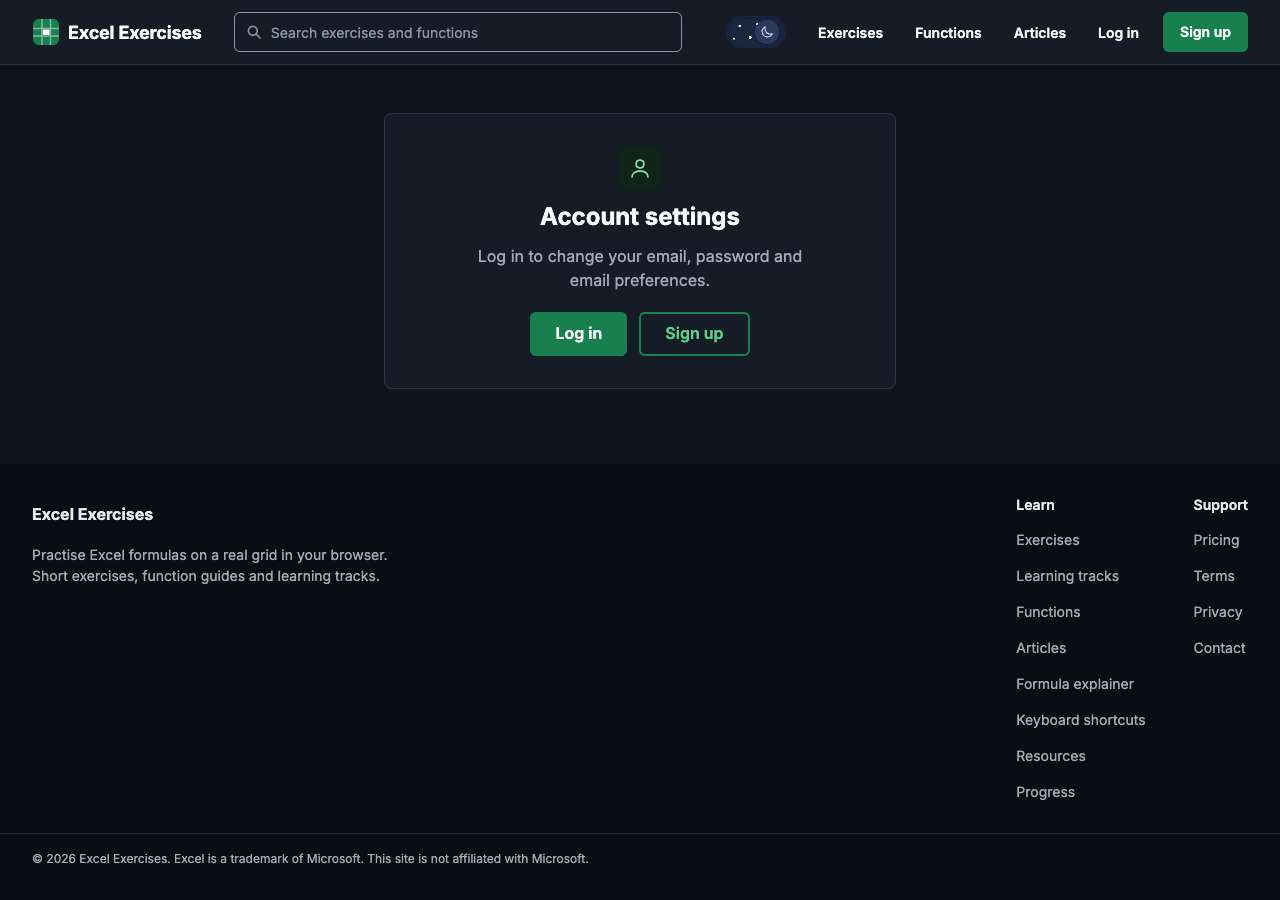 Excel Exercises
Search exercises and functions
Exercises
Functions
Articles
Log in
Sign up
Account settings
Log in to change your email, password and
email preferences.
Log in
Sign up
Excel Exercises
Practise Excel formulas on a real grid in your browser.
Short exercises, function guides and learning tracks.
Learn
Exercises
Learning tracks
Functions
Articles
Formula explainer
Keyboard shortcuts
Resources
Progress
Support
Pricing
Terms
Privacy
Contact
© 2026 Excel Exercises. Excel is a trademark of Microsoft. This site is not affiliated with Microsoft.